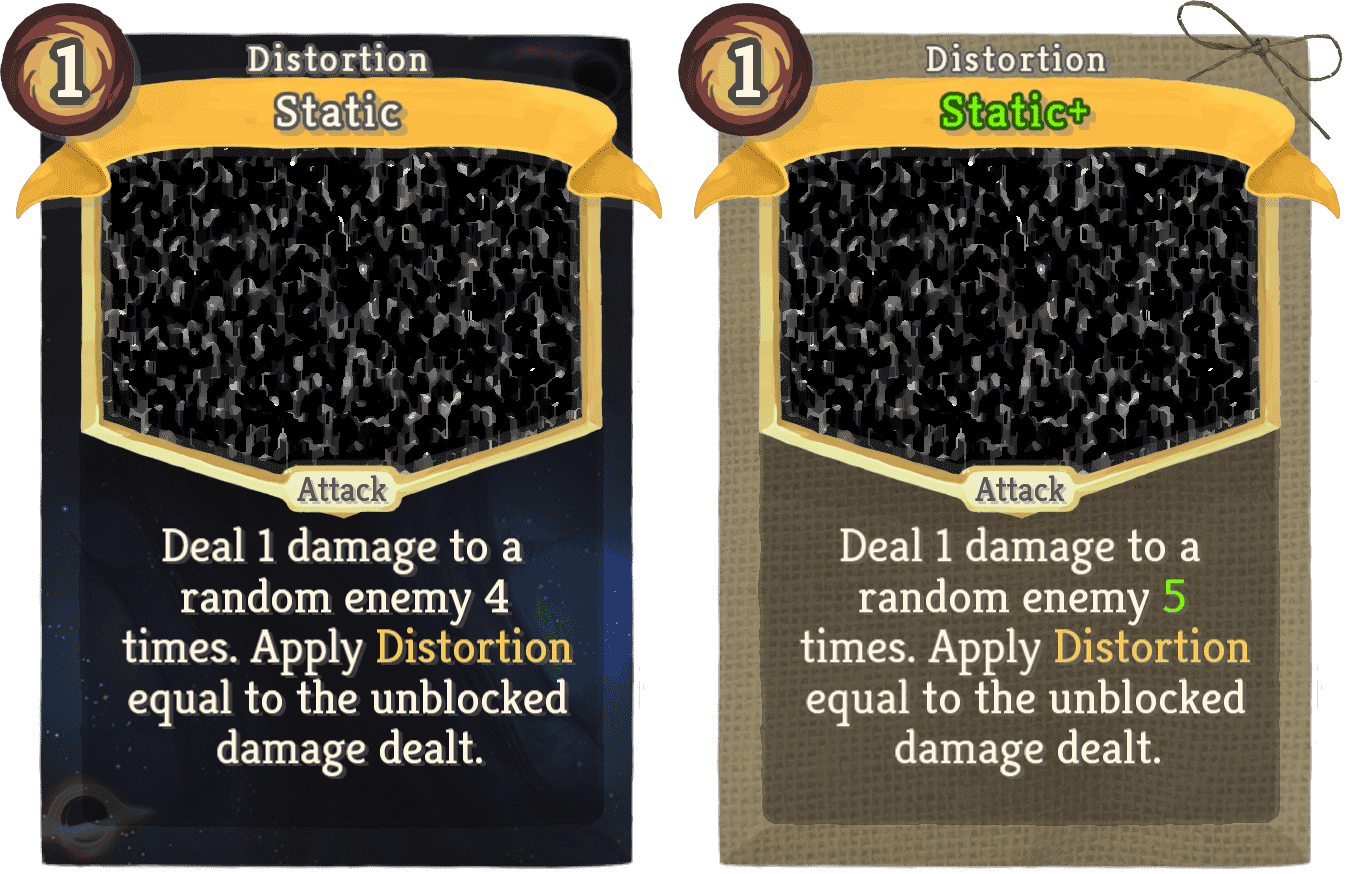 1
Distortion
Static
Attack
Deal 1 damage to a
random enemy 4
times. Apply Distortion
equal to the unblocked
damage dealt.
1
Distortion
Static+
Attack
Deal 1 damage to a
random enemy 5
times. Apply Distortion
equal to the unblocked
damage dealt.